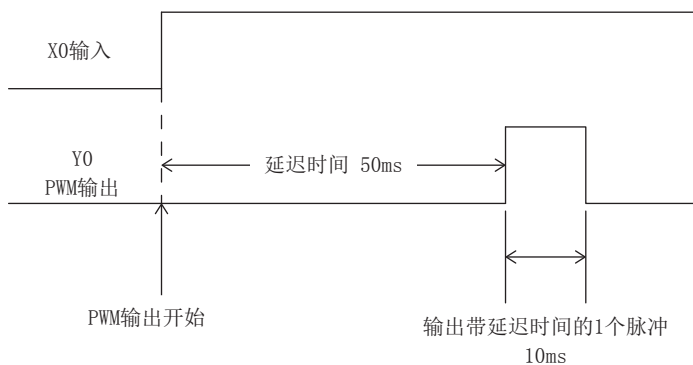 X0输入
Y0
PWM输出
延迟时间 50ms
PWM输出开始
输出带延迟时间的1个脉冲
10ms